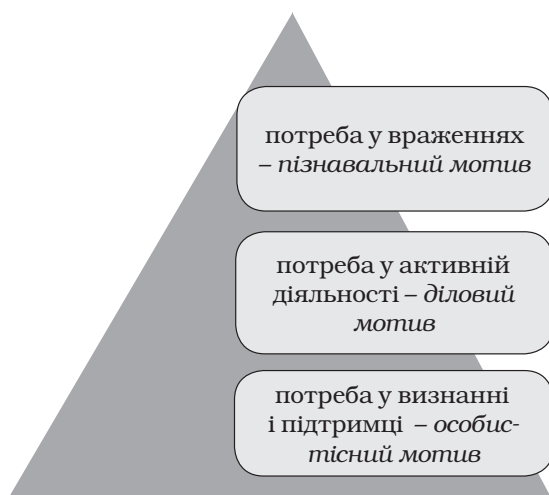 потреба у враженнях
– пізнавальний мотив
потреба у активній
діяльності – діловий
мотив
потреба у визнанні
і підтримці – особис-
тісний мотив